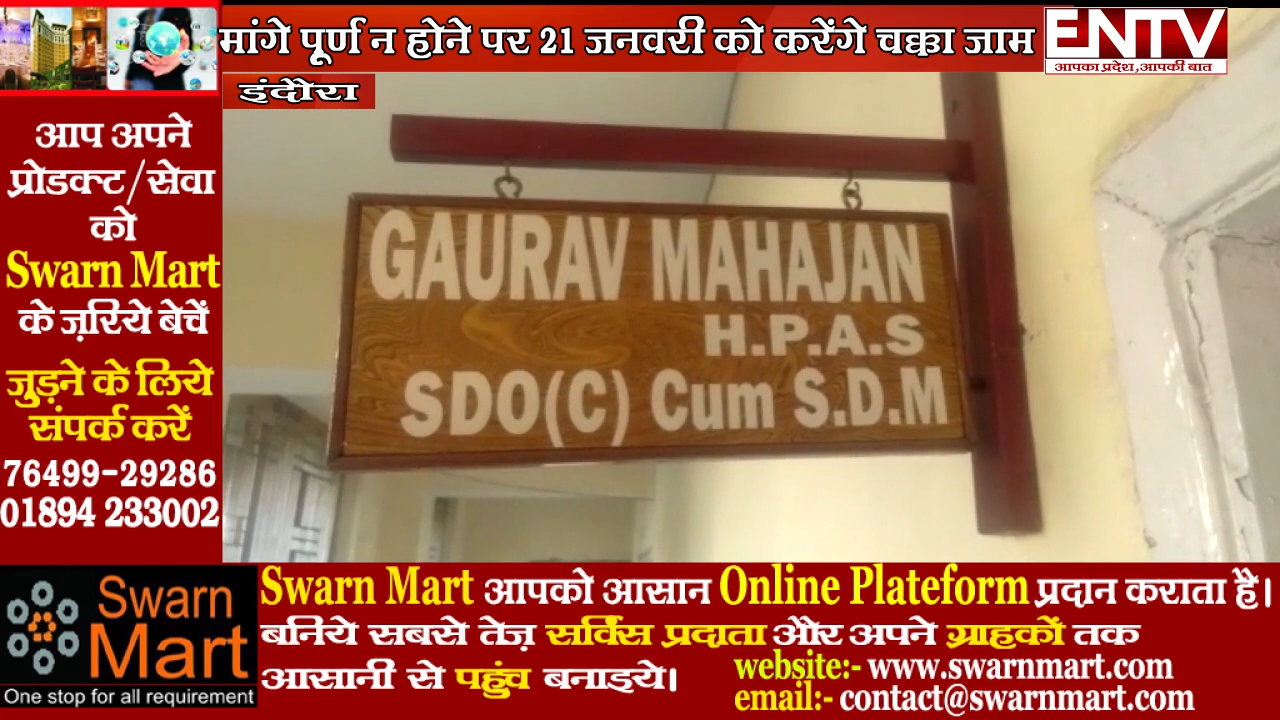 मांगे पूर्ण न होने पर 21 जनवरी को करेंगे चक्का जाम
ENTV
आपका प्रदेश,आपकी बात
इंदौरा
आप अपने
प्रोडक्ट/सेवा
को
Swarn Mart
के ज़रिये बेचें
जुड़ने के लिये
संपर्क करें
76499-29286
01894 233002
GAURAV MAHAJAN
H.P.A.S
SDO(C) Cum S.D.M
Swarn
Mart
One stop for all requirement
Swarn Mart आपको आसान Online Plateform प्रदान कराता है।
बनिये सबसे तेज़ सर्विस प्रदाता और अपने ग्राहकों तक
आसानी से पहुंच बनाइये।
website:- www.swarnmart.com
email:- contact@swarnmart.com